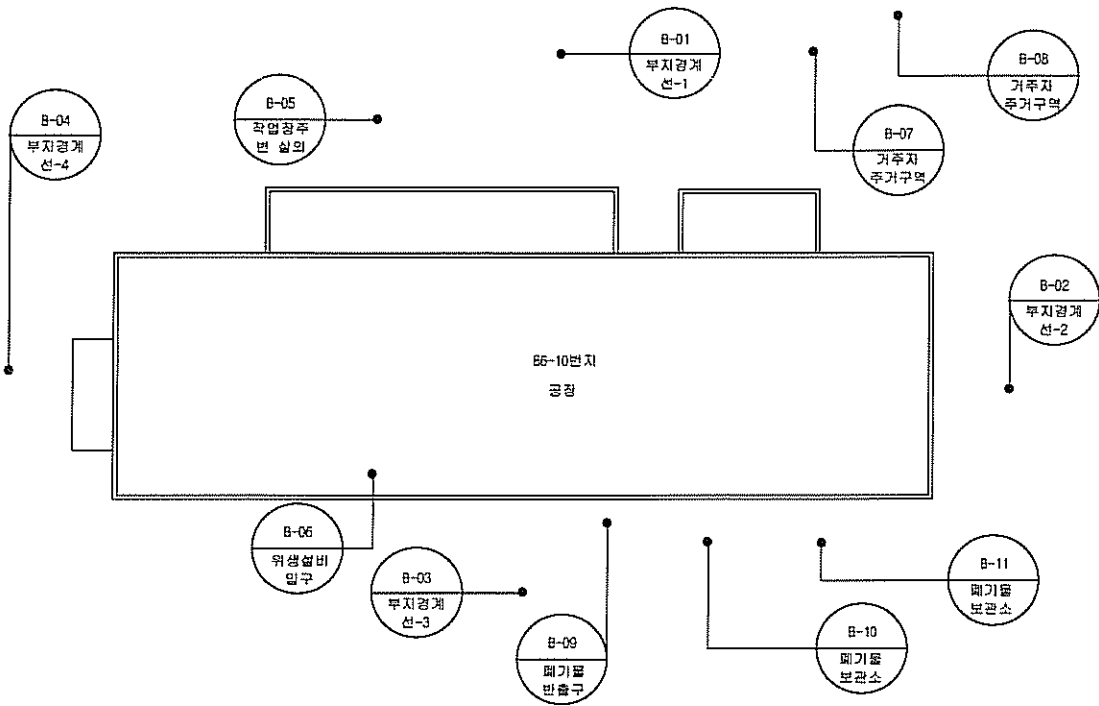 B-01
부지경계
선-1
B-08
거주자
주거구역
B-05
작업장주
변 실외
B-04
부지경계
선-4
B-07
거주자
주거구역
B-02
부지경계
선-2
66-10번지
공장
B-06
위생설비
입구
B-03
부지경계
선-3
B-11
폐기물
보관소
B-10
폐기물
보관소
B-09
폐기물
반출구